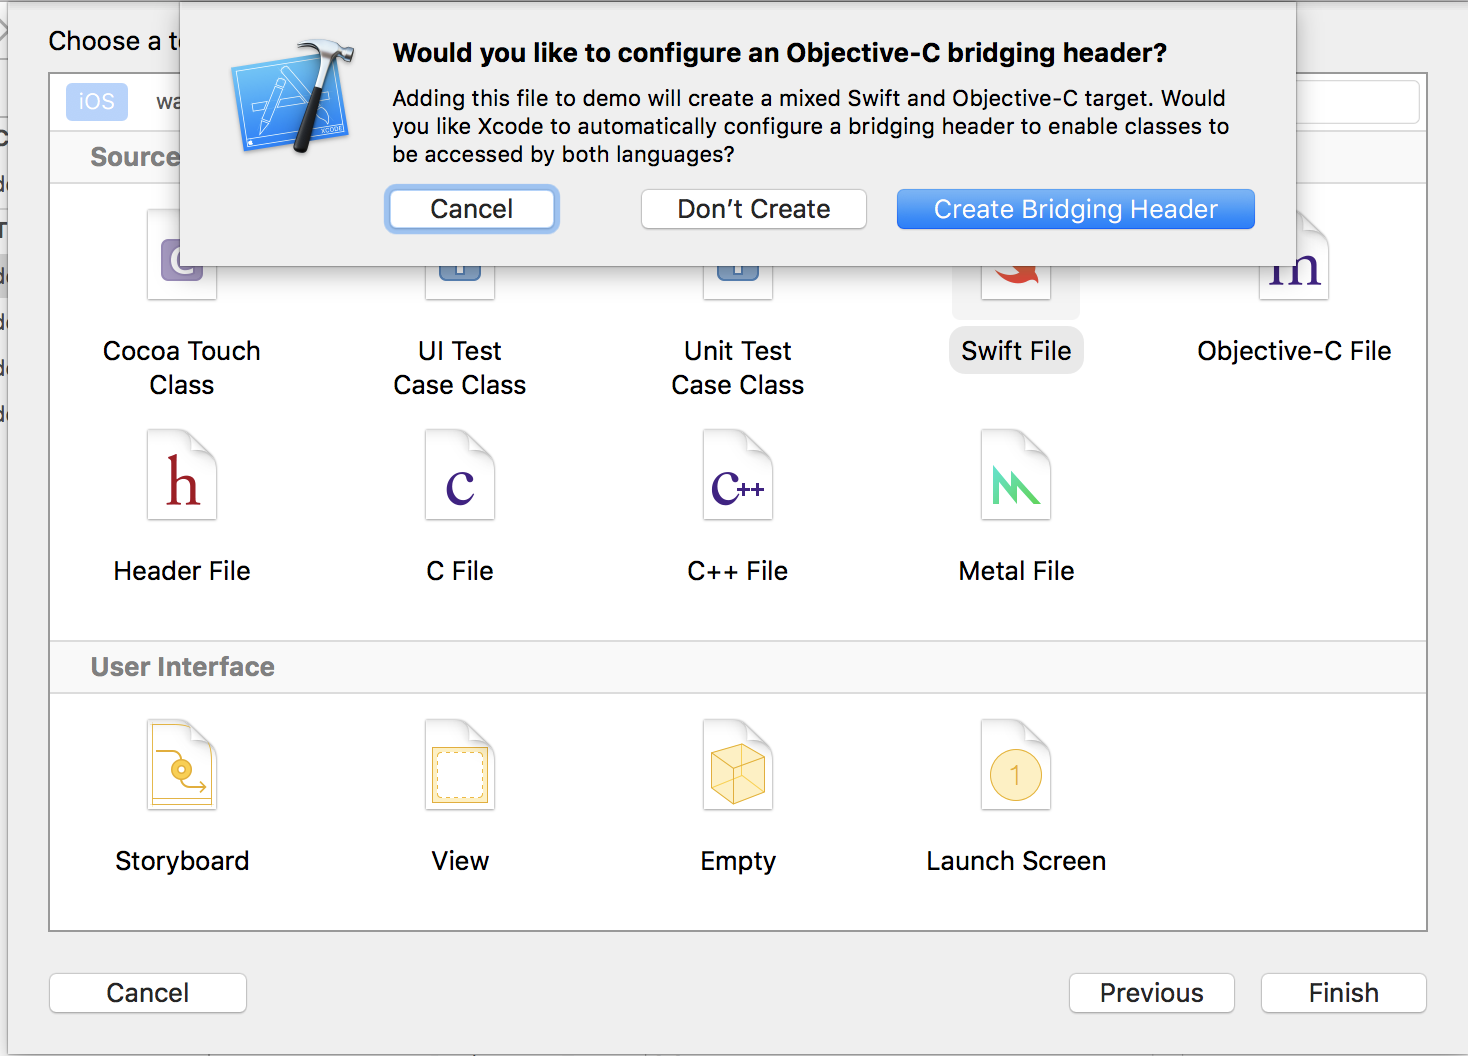 Choose a t
Would you like to configure an Objective-C bridging header?
Adding this file to demo will create a mixed Swift and Objective-C target. Would
you like Xcode to automatically configure a bridging header to enable classes to
be accessed by both languages?
Cancel
Don't Create
Create Bridging Header
XCODE
iOS
wa
Source
C
m
Cocoa Touch
Class
UI Test
Case Class
Unit Test
Case Class
Swift File
Objective-C File
h
c
C++
Header File
C File
C++ File
Metal File
User Interface
1
Storyboard
View
Empty
Launch Screen
Cancel
Previous
Finish